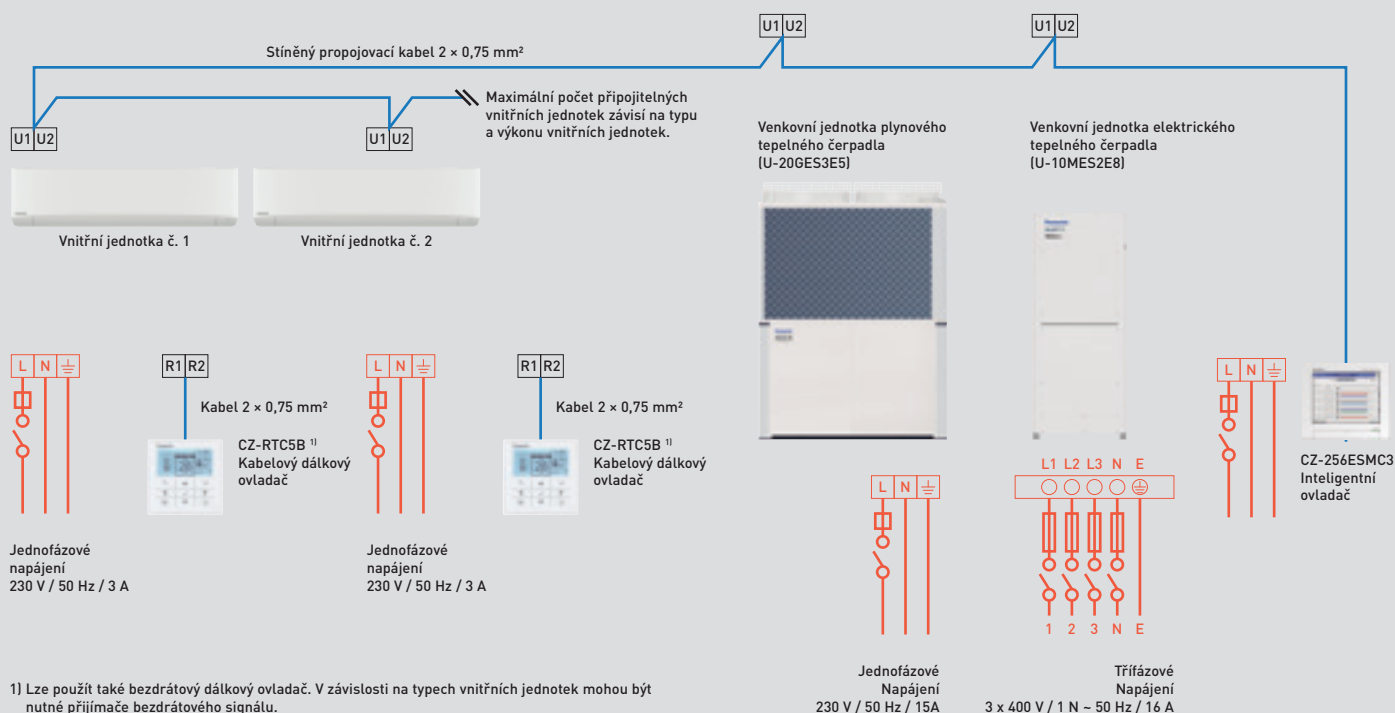 U1 U2
U1 U2
Stíněný propojovací kabel 2 × 0,75 mm²
Maximální počet připojitelných
vnitřních jednotek závisí na typu
a výkonu vnitřních jednotek.
U1 U2
U1 U2
Venkovní jednotka plynového
tepelného čerpadla
(U-20GES3E5)
Venkovní jednotka elektrického
tepelného čerpadla
(U-10MES2E8)
Vnitřní jednotka č. 1
Vnitřní jednotka č. 2
L N
R1 R2
L N
R1 R2
L N
Kabel 2 × 0,75 mm²
Kabel 2 × 0,75 mm²
CZ-RTC5B 1)
Kabelový dálkový
ovladač
CZ-RTC5B 1)
Kabelový dálkový
ovladač
CZ-256ESMC3
Inteligentní
ovladač
L1 L2 L3 N E
L N
Jednofázové
napájení
230 V / 50 Hz / 3 A
Jednofázové
napájení
230 V / 50 Hz / 3 A
1 2 3 N E
Jednofázové
Napájení
230 V / 50 Hz / 15A
Třífázové
Napájení
3 x 400 V / 1 N ~ 50 Hz / 16 A
1) Lze použít také bezdrátový dálkový ovladač. V závislosti na typech vnitřních jednotek mohou být
nutné přijímače bezdrátového signálu.